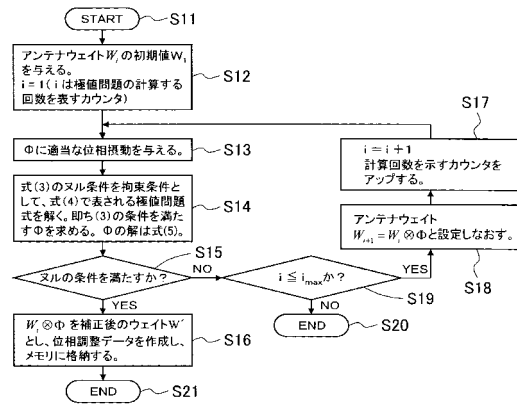 START
S11
アンテナウェイトWiの初期値W1
を与える。
i=1(iは極値問題の計算する
回数を表すカウンタ)
S12
Φに適当な位相摂動を与える。
S13
式(3)のヌル条件を拘束条件と
して、式(4)で表される極値問題
式を解く。即ち(3)の条件を満た
すΦを求める。Φの解は式(5)。
S14
ヌルの条件を満たすか?
S15
NO
YES
Wi⊗Φを補正後のウェイトW´
とし、位相調整データを作成し、
メモリに格納する。
S16
END
S21
i≦imaxか?
S19
YES
NO
END
S20
アンテナウェイト
Wi+1=Wi⊗Φと設定しなおす。
S18
i=i+1
計算回数を示すカウンタを
アップする。
S17